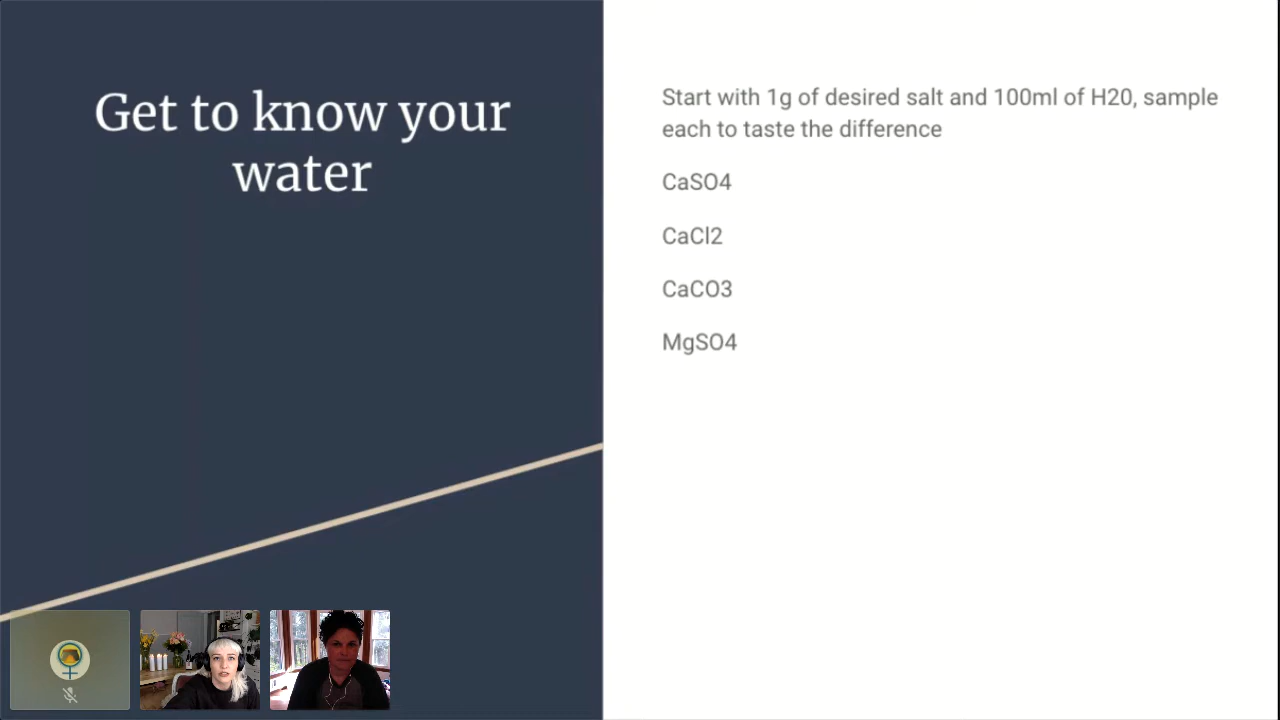 Get to know your
water
Start with 1g of desired salt and 100ml of H20, sample
each to taste the difference
CaSO4
CaCl2
CaCO3
MgSO4